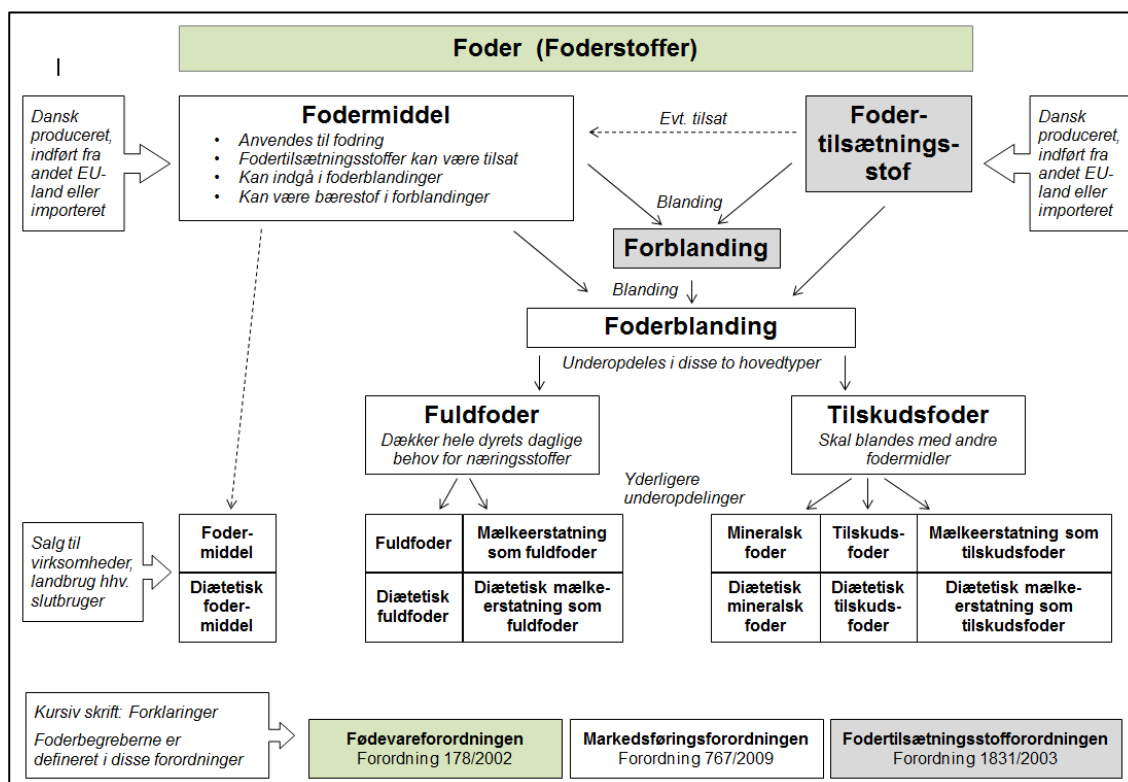 Foder (Foderstoffer)
Dansk
produceret,
indført fra
andet EU-
land eller
importeret
Fodermiddel
• Anvendes til fodring
• Fodertilsætningsstoffer kan være tilsat
• Kan indgå i foderblandinger
• Kan være bærestof i forblandinger
Evt. tilsat
Foder-
tilsætnings-
stof
Dansk
produceret,
indført fra
andet EU-
land eller
importeret
Blanding
Forblanding
Blanding
Foderblanding
Underopdeles i disse to hovedtyper
Fuldfoder
Dækker hele dyrets daglige
behov for næringsstoffer
Tilskudsfoder
Skal blandes med andre
fodermidler
Yderligere
underopdelinger
Salg til
virksomheder,
landbrug hhv.
slutbruger
Foder-
middel
Diætetisk
foder-
middel
Fuldfoder
Mælkeerstatning
som fuldfoder
Diætetisk
fuldfoder
Diætetisk mælke-
erstatning som
fuldfoder
Mineralsk
foder
Tilskuds-
foder
Mælkeerstatning som
tilskudsfoder
Diætetisk
mineralsk
foder
Diætetisk
tilskuds-
foder
Diætetisk mælke-
erstatning som
tilskudsfoder
Kursiv skrift: Forklaringer
Foderbegreberne er
defineret i disse forordninger
Fødevareforordningen
Forordning 178/2002
Markedsføringsforordningen
Forordning 767/2009
Fodertilsætningsstofforordningen
Forordning 1831/2003